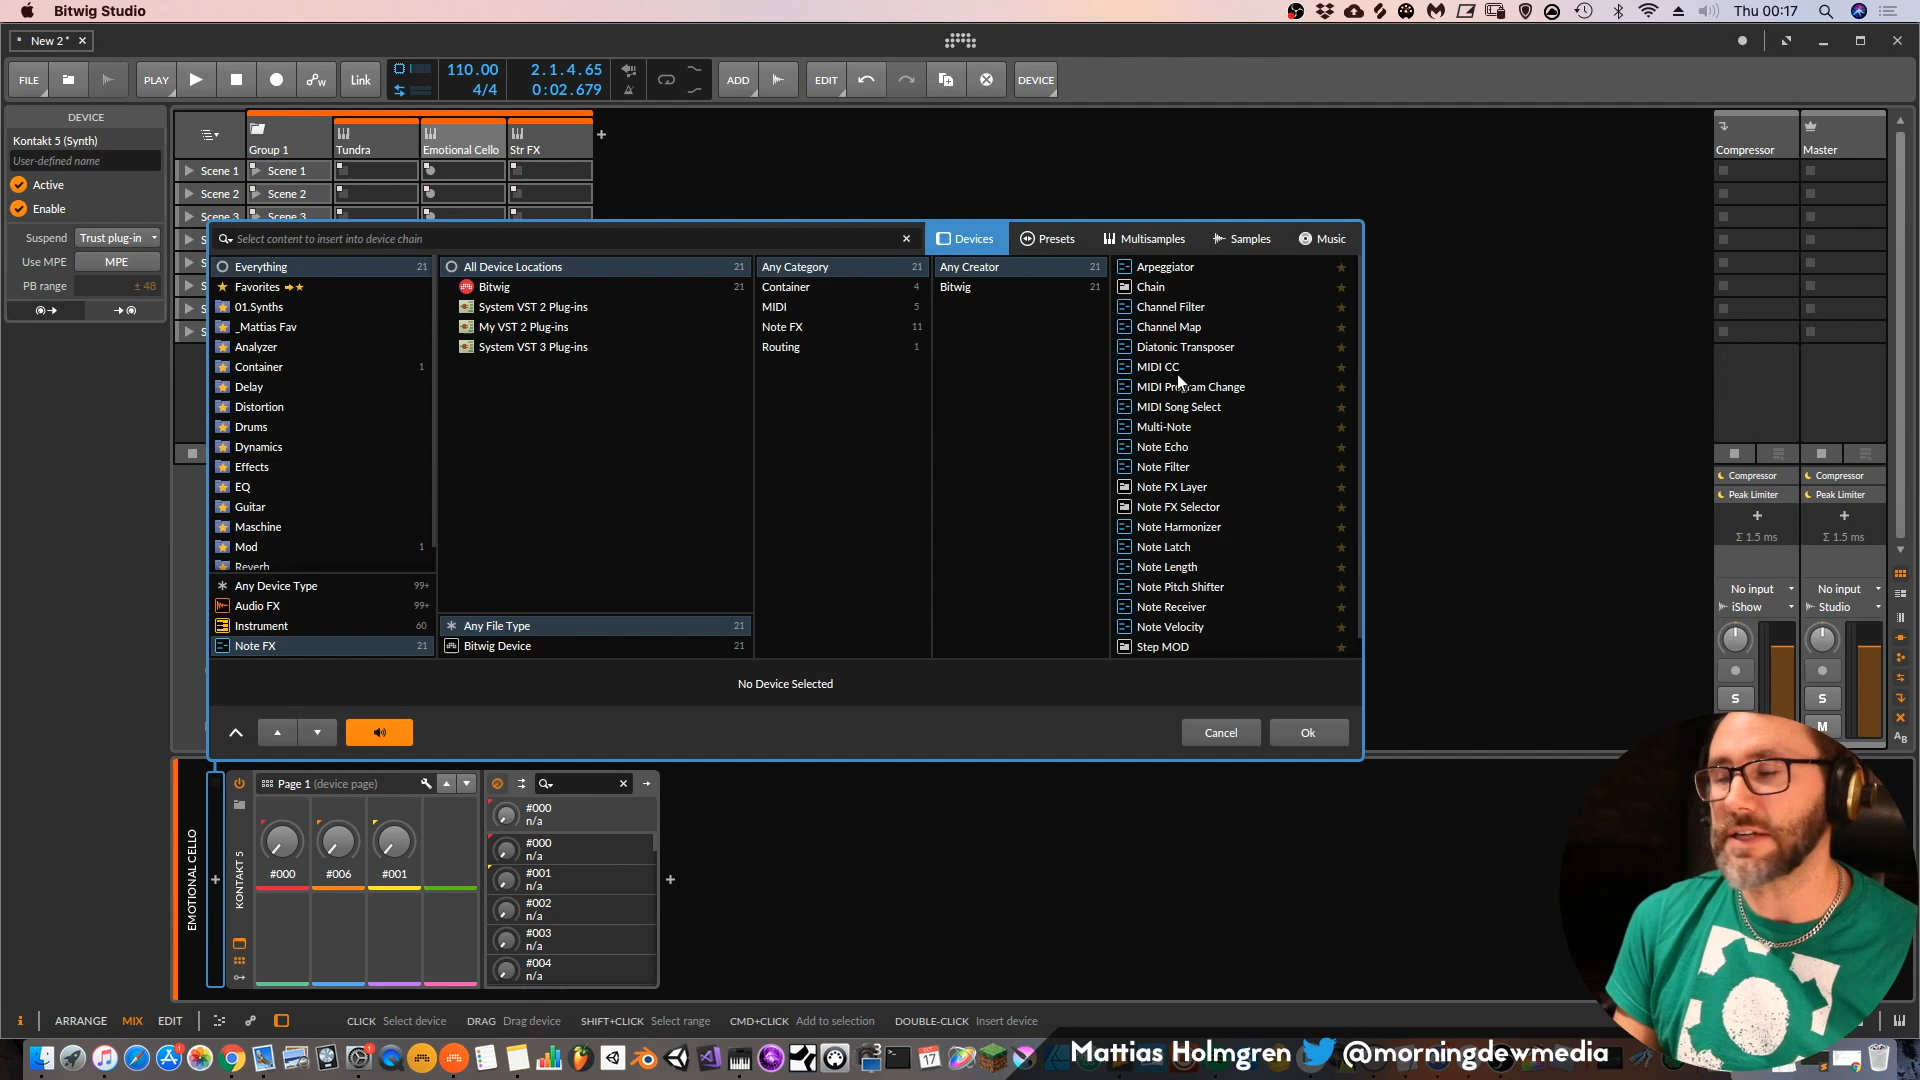 Bitwig Studio
Thu 00:17
New 2*
FILE
PLAY
Link
110.00
4/4
2.1.4.65
0:02.679
ADD
EDIT
DEVICE
DEVICE
Kontakt 5 (Synth)
User-defined name
Active
Enable
Suspend Trust plug-in
Use MPE MPE
PB range ± 48
Group 1
Tundra
Emotional Cello
Str FX
Compressor
Master
Scene 1 Scene 1
Scene 2 Scene 2
Scene 3 Scene 3
Select content to insert into device chain
Devices
Presets
Multisamples
Samples
Music
Everything 21
Favorites
01.Synths
_Mattias Fav
Analyzer
Container 1
Delay
Distortion
Drums
Dynamics
Effects
EQ
Guitar
Maschine
Mod 1
Reverb
Any Device Type 99+
Audio FX 99+
Instrument 60
Note FX 21
All Device Locations 21
Bitwig 21
System VST 2 Plug-ins
My VST 2 Plug-ins
System VST 3 Plug-ins
Any File Type 21
Bitwig Device 21
Any Category 21
Container 4
MIDI 5
Note FX 11
Routing 1
Any Creator 21
Bitwig 21
Arpeggiator
Chain
Channel Filter
Channel Map
Diatonic Transposer
MIDI CC
MIDI Program Change
MIDI Song Select
Multi-Note
Note Echo
Note Filter
Note FX Layer
Note FX Selector
Note Harmonizer
Note Latch
Note Length
Note Pitch Shifter
Note Receiver
Note Velocity
Step MOD
No Device Selected
Cancel
Ok
Compressor
Peak Limiter
Σ 1.5 ms
No input
iShow
S
Compressor
Peak Limiter
Σ 1.5 ms
No input
Studio
S
M
EMOTIONAL CELLO
KONTAKT 5
Page 1 (device page)
#000
#006
#001
#000
n/a
#000
n/a
#001
n/a
#002
n/a
#003
n/a
#004
n/a
ARRANGE
MIX
EDIT
CLICK Select device
DRAG Drag device
SHIFT+CLICK Select range
CMD+CLICK Add to selection
DOUBLE-CLICK Insert device
Mattias Holmgren @morningdewmedia